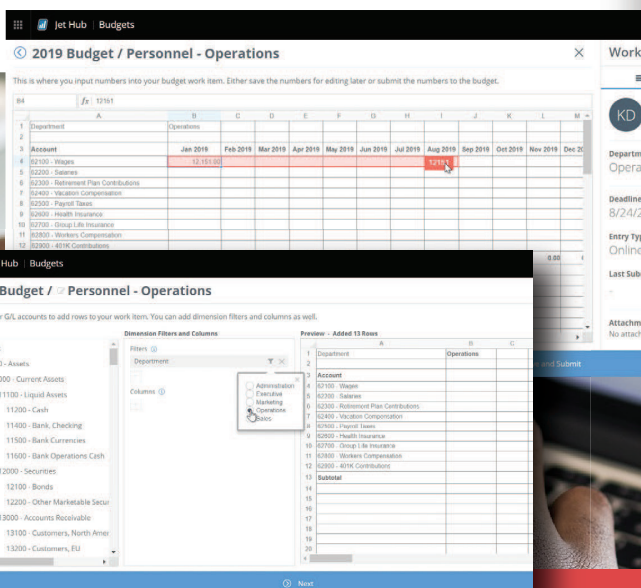 Jet Hub Budgets
2019 Budget / Personnel - Operations
This is where you input numbers into your budget work item. Either save the numbers for editing later or submit the numbers to the budget.
B4 fx 12151
A B C D E F G H I J K L M
1 Department Operations
2
3 Account Jan 2019 Feb 2019 Mar 2019 Apr 2019 May 2019 Jun 2019 Jul 2019 Aug 2019 Sep 2019 Oct 2019 Nov 2019 Dec 20
4 62100 - Wages 12,151.00 12151
5 62200 - Salaries
6 62300 - Retirement Plan Contributions
7 62400 - Vacation Compensation
8 62500 - Payroll Taxes
9 62600 - Health Insurance
10 62700 - Group Life Insurance
11 62800 - Workers Compensation
12 62900 - 401K Contributions
0.00
Work
KD
Departm
Opera
Deadline
8/24/2
Entry Typ
Online
Last Sub
-
Attachm
No attach
and Submit
Hub Budgets
Budget / Personnel - Operations
r G/L accounts to add rows to your work item. You can add dimension filters and columns as well.
- Assets
000 - Current Assets
11100 - Liquid Assets
11200 - Cash
11400 - Bank, Checking
11500 - Bank Currencies
11600 - Bank Operations Cash
12000 - Securities
12100 - Bonds
12200 - Other Marketable Secur
13000 - Accounts Receivable
13100 - Customers, North Amer
13200 - Customers, EU
Dimension Filters and Columns
Filters
Department
Columns
Administration
Executive
Marketing
Operations
Sales
Preview - Added 13 Rows
A B C
1 Department Operations
2
3 Account
4 62100 - Wages
5 62200 - Salaries
6 62300 - Retirement Plan Contributions
7 62400 - Vacation Compensation
8 62500 - Payroll Taxes
9 62600 - Health Insurance
10 62700 - Group Life Insurance
11 62800 - Workers Compensation
12 62900 - 401K Contributions
13 Subtotal
14
15
16
17
18
19
20
Next